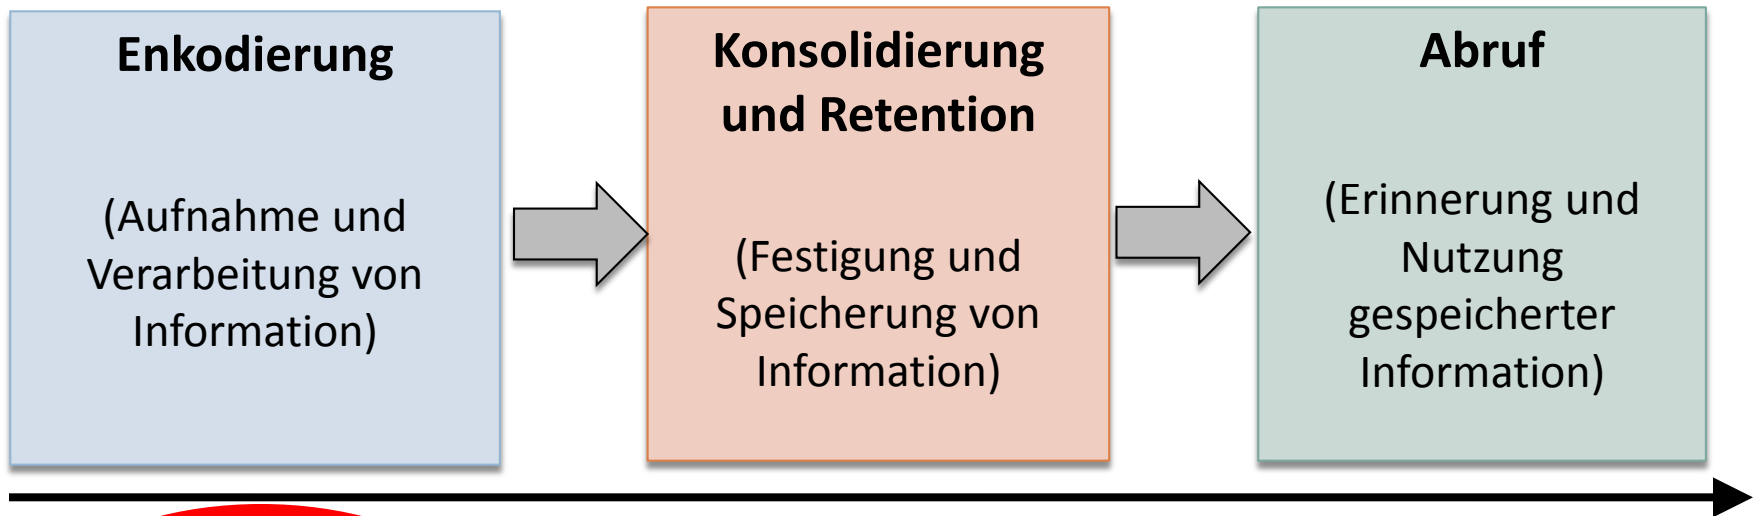 Enkodierung
(Aufnahme und
Verarbeitung von
Information)
Konsolidierung
und Retention
(Festigung und
Speicherung von
Information)
Abruf
(Erinnerung und
Nutzung
gespeicherter
Information)